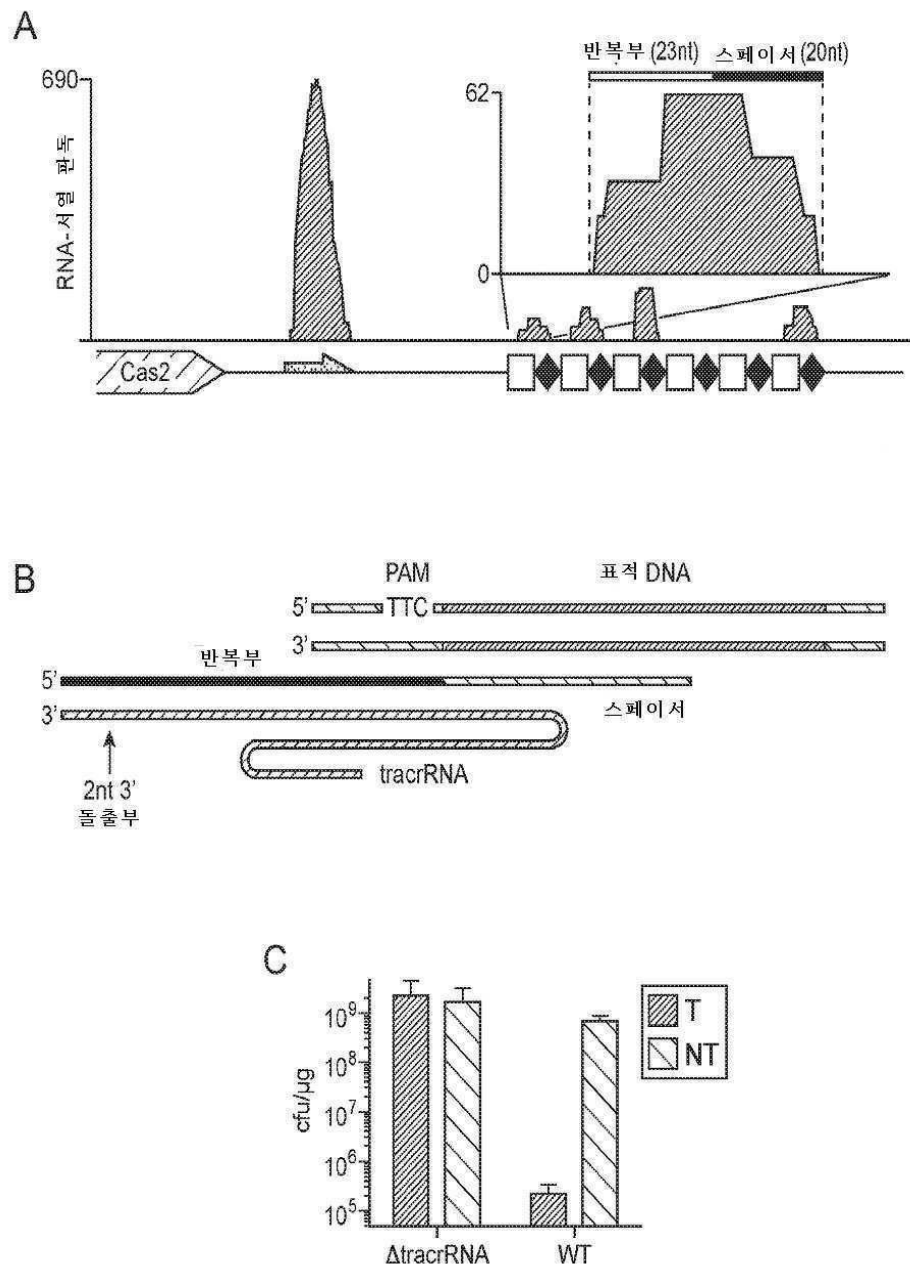 A
반복부 (23nt) 스페이서 (20nt)
690
62
0
RNA-서열 판독
Cas2
B
PAM 표적 DNA
5' TTC
3'
반복부
5'
스페이서
3'
tracrRNA
2nt 3'
돌출부
C
T
NT
cfu/µg
10⁹
10⁸
10⁷
10⁶
10⁵
ΔtracrRNA WT